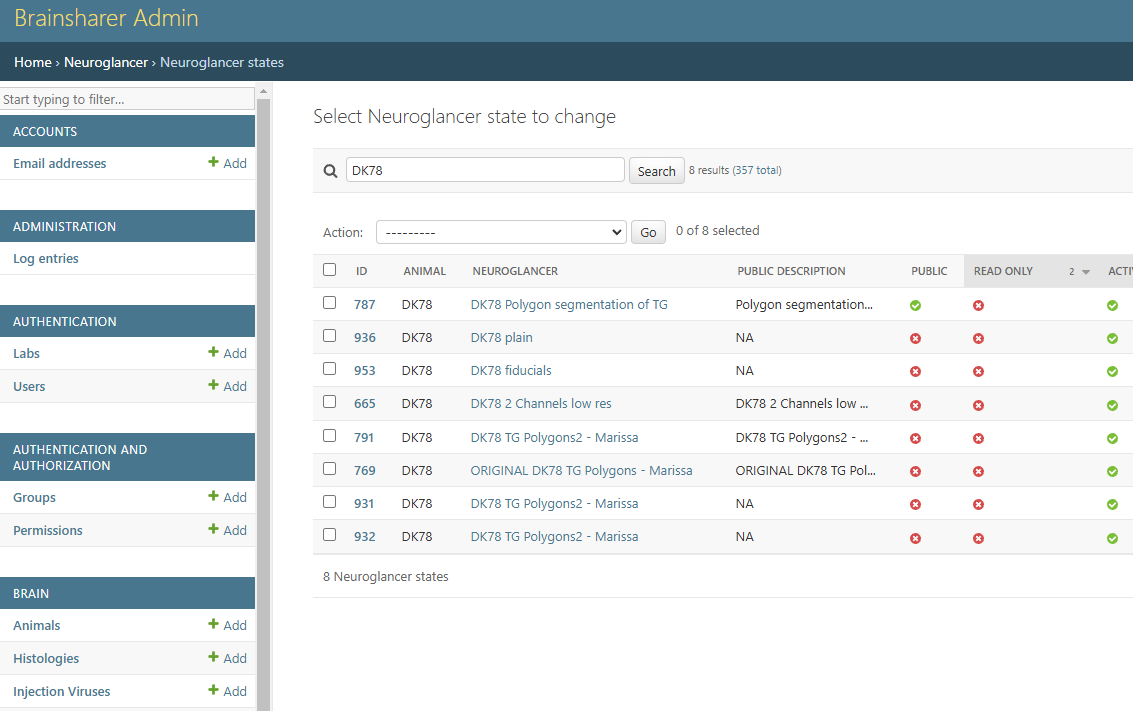 Brainsharer Admin
Home › Neuroglancer › Neuroglancer states
Start typing to filter...
ACCOUNTS
Email addresses Add
ADMINISTRATION
Log entries
AUTHENTICATION
Labs Add
Users Add
AUTHENTICATION AND
AUTHORIZATION
Groups Add
Permissions Add
BRAIN
Animals Add
Histologies Add
Injection Viruses Add
Select Neuroglancer state to change
DK78 Search 8 results (357 total)
Action: --------- Go 0 of 8 selected
ID ANIMAL NEUROGLANCER PUBLIC DESCRIPTION PUBLIC READ ONLY 2 ACTI
787 DK78 DK78 Polygon segmentation of TG Polygon segmentation...
936 DK78 DK78 plain NA
953 DK78 DK78 fiducials NA
665 DK78 DK78 2 Channels low res DK78 2 Channels low ...
791 DK78 DK78 TG Polygons2 - Marissa DK78 TG Polygons2 - ...
769 DK78 ORIGINAL DK78 TG Polygons - Marissa ORIGINAL DK78 TG Pol...
931 DK78 DK78 TG Polygons2 - Marissa NA
932 DK78 DK78 TG Polygons2 - Marissa NA
8 Neuroglancer states